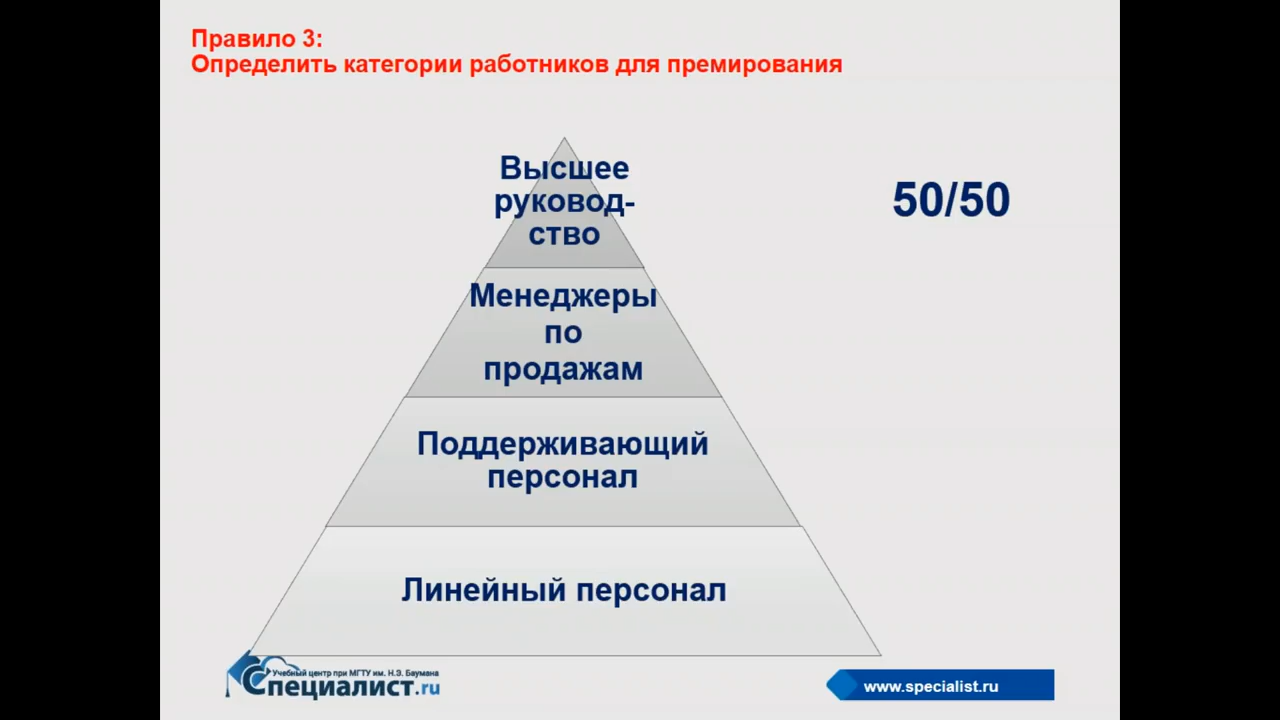 Правило 3:
Определить категории работников для премирования
Высшее
руковод-
ство
50/50
Менеджеры
по
продажам
Поддерживающий
персонал
Линейный персонал
Учебный центр при МГТУ им. Н.Э. Баумана
Специалист.ru
www.specialist.ru